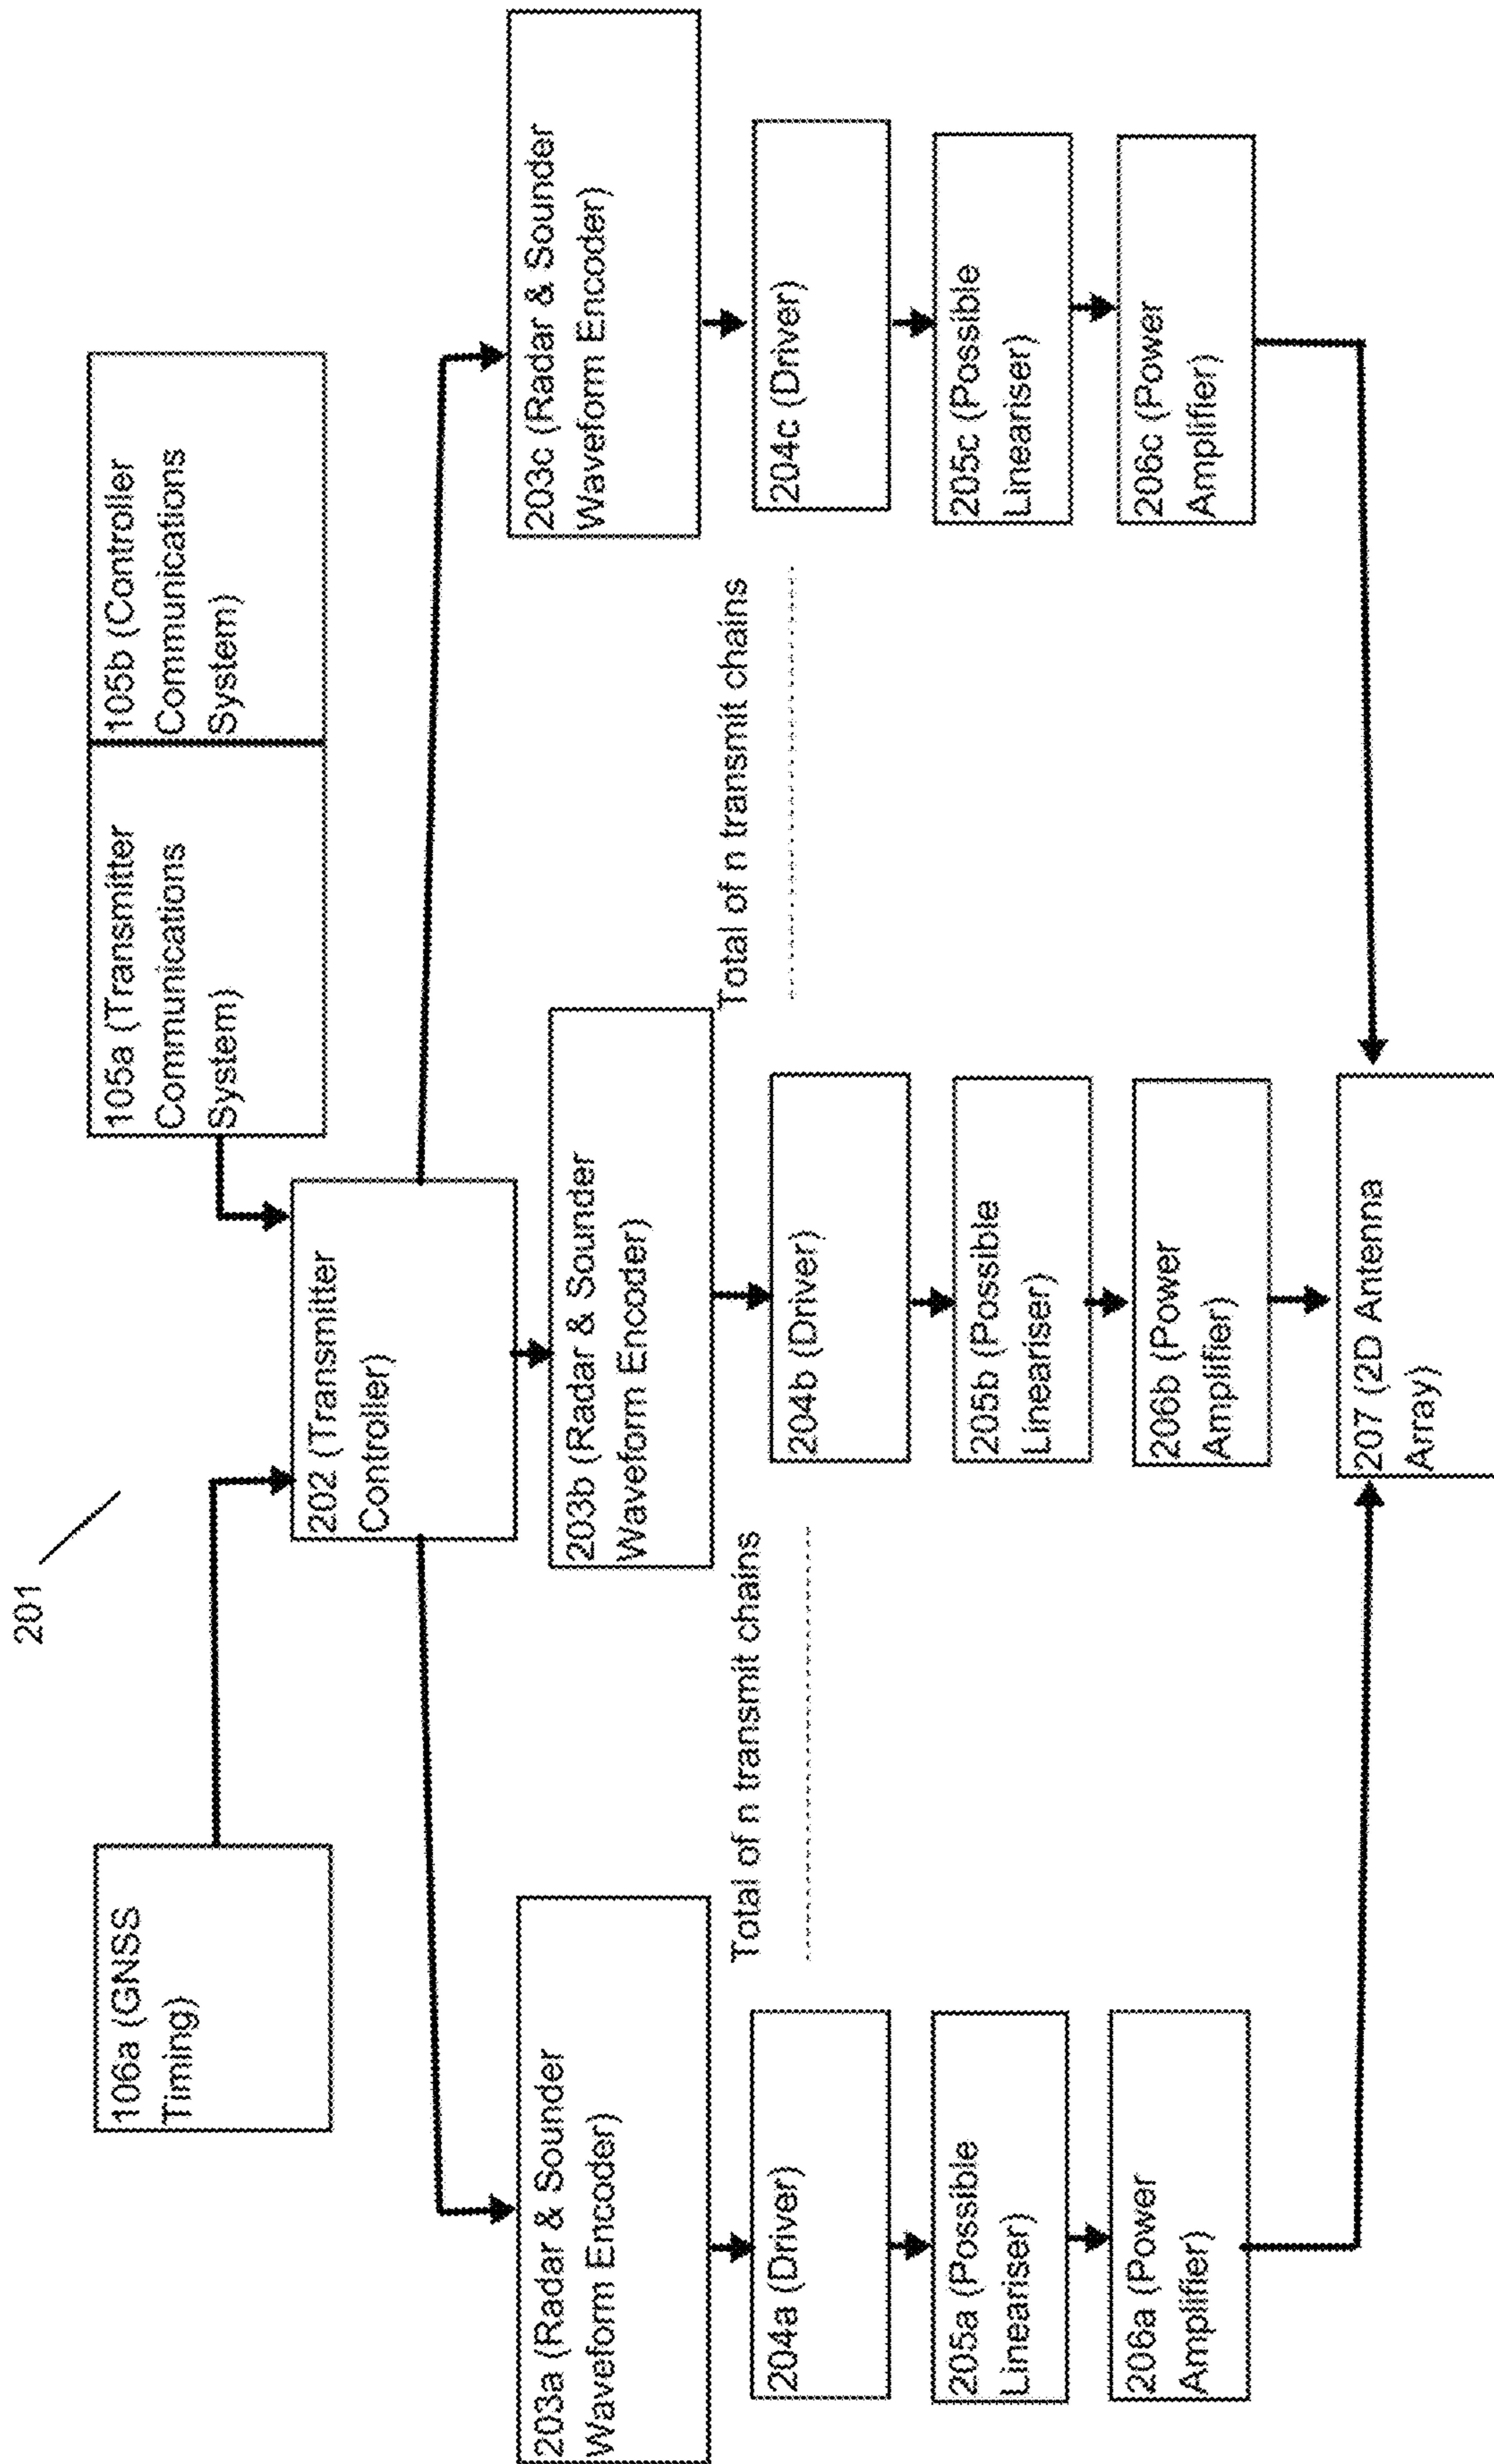 201
106a (GNSS
Timing)
105a (Transmitter
Communications
System)
105b (Controller
Communications
System)
202 (Transmitter
Controller)
203a (Radar & Sounder
Waveform Encoder)
203b (Radar & Sounder
Waveform Encoder)
203c (Radar & Sounder
Waveform Encoder)
Total of n transmit chains
Total of n transmit chains
204a (Driver)
204b (Driver)
204c (Driver)
205a (Possible
Lineariser)
205b (Possible
Lineariser)
205c (Possible
Lineariser)
206a (Power
Amplifier)
206b (Power
Amplifier)
206c (Power
Amplifier)
207 (2D Antenna
Array)